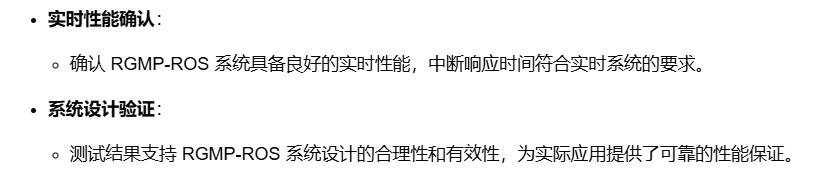 实时性能确认：
确认 RGMP-ROS 系统具备良好的实时性能，中断响应时间符合实时系统的要求。
系统设计验证：
测试结果支持 RGMP-ROS 系统设计的合理性和有效性，为实际应用提供了可靠的性能保证。